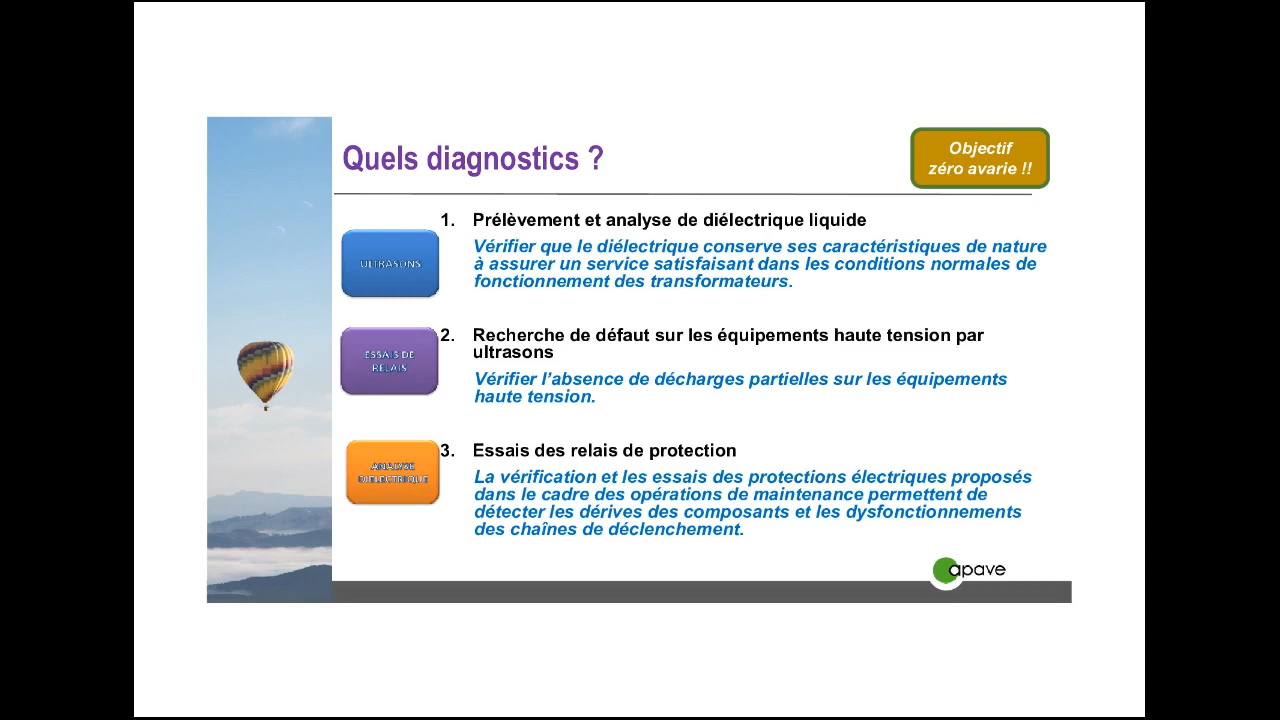 Quels diagnostics ?
Objectif
zéro avarie !!
1. Prélèvement et analyse de diélectrique liquide
Vérifier que le diélectrique conserve ses caractéristiques de nature
à assurer un service satisfaisant dans les conditions normales de
fonctionnement des transformateurs.
ULTRASONS
2. Recherche de défaut sur les équipements haute tension par
ultrasons
Vérifier l’absence de décharges partielles sur les équipements
haute tension.
ESSAIS DE
RELAIS
3. Essais des relais de protection
La vérification et les essais des protections électriques proposés
dans le cadre des opérations de maintenance permettent de
détecter les dérives des composants et les dysfonctionnements
des chaînes de déclenchement.
ANALYSE
DIELECTRIQUE
apave